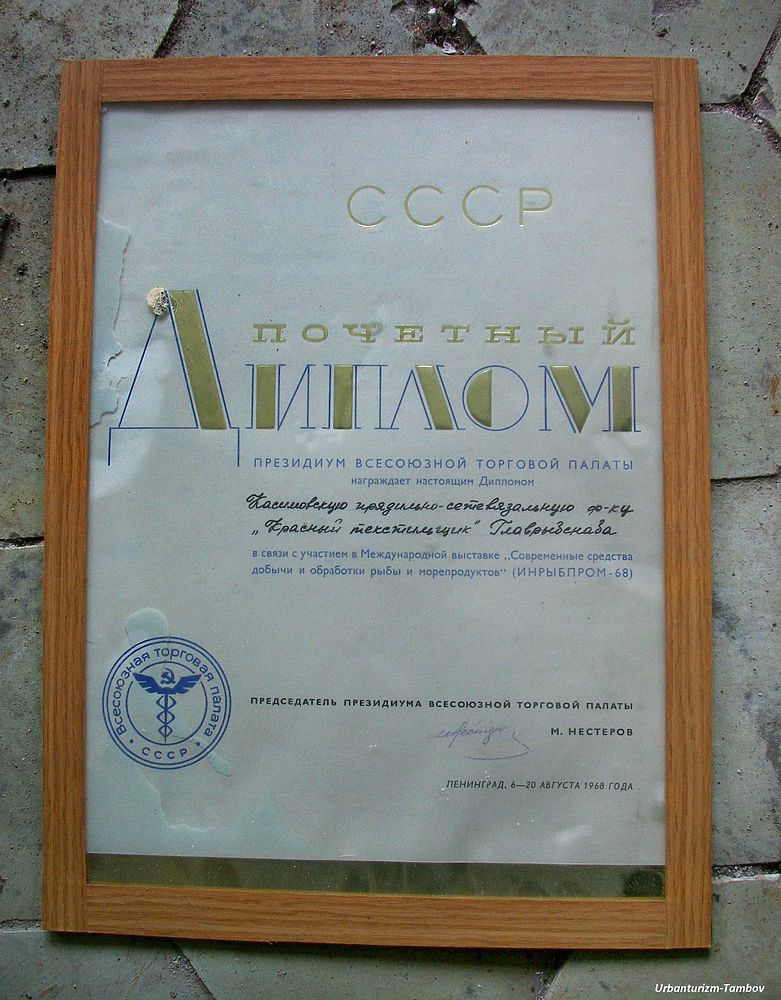 СССР
ПОЧЕТНЫЙ
ДИПЛОМ
ПРЕЗИДИУМ ВСЕСОЮЗНОЙ ТОРГОВОЙ ПАЛАТЫ
награждает настоящим Дипломом
Касимовскую прядильно-сетевязальную ф-ку
„Красный текстильщик" Главрыбснаба
в связи с участием в Международной выставке „Современные средства
добычи и обработки рыбы и морепродуктов" (ИНРЫБПРОМ-68)
Всесоюзная торговая палата
• СССР •
ПРЕДСЕДАТЕЛЬ ПРЕЗИДИУМА ВСЕСОЮЗНОЙ ТОРГОВОЙ ПАЛАТЫ
М. НЕСТЕРОВ
ЛЕНИНГРАД, 6—20 АВГУСТА 1968 ГОДА
Urbanturizm-Tambov